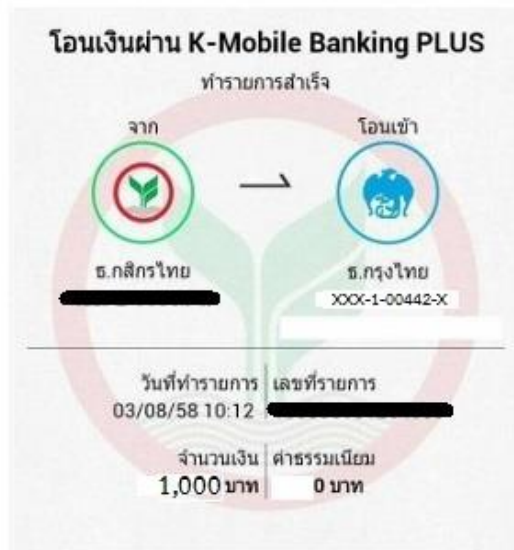 โอนเงินผ่าน K-Mobile Banking PLUS
ทำรายการสำเร็จ
จาก โอนเข้า
ธ.กสิกรไทย ธ.กรุงไทย
XXX-1-00442-X
วันที่ทำรายการ เลขที่รายการ
03/08/58 10:12
จำนวนเงิน ค่าธรรมเนียม
1,000 บาท 0 บาท